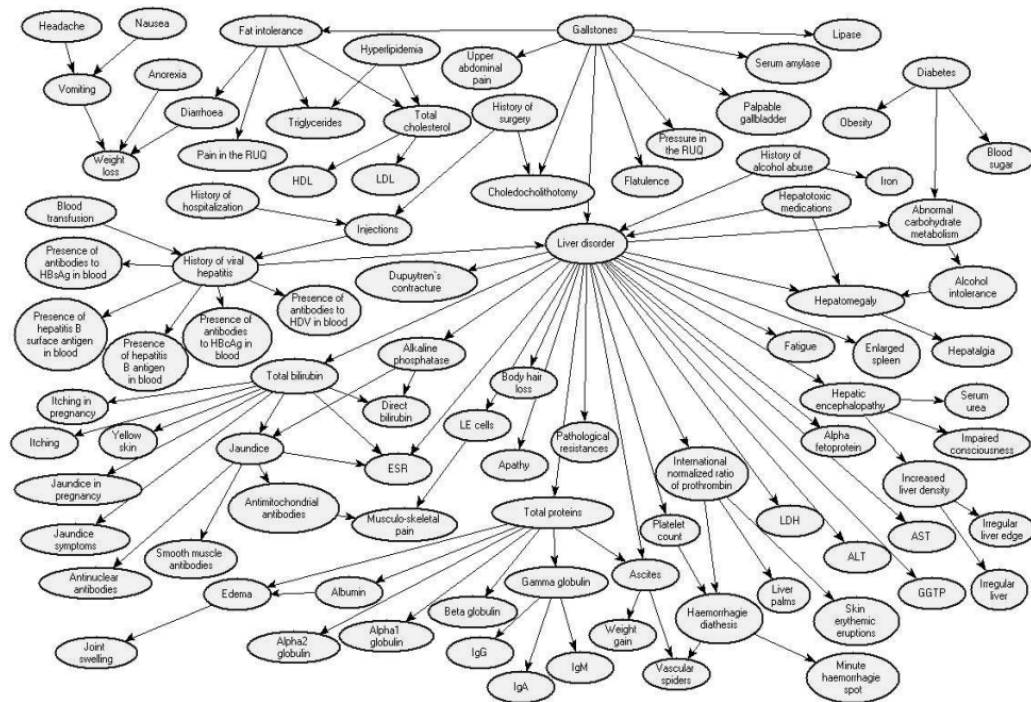 Headache
Nausea
Fat intolerance
Hyperlipidemia
Gallstones
Lipase
Upper
abdominal
pain
Serum amylase
Vomiting
Anorexia
Diabetes
Diarrhoea
Triglycerides
Total
cholesterol
History of
surgery
Palpable
gallbladder
Obesity
Weight
loss
Pain in the RUQ
Pressure in
the RUQ
History
of alcohol abuse
Blood
sugar
HDL
LDL
Choledocholithotomy
Flatulence
Iron
Blood
transfusion
History of
hospitalization
Hepatotoxic
medications
Abnormal
carbohydrate
metabolism
Injections
Liver disorder
Presence of
antibodies to
HBsAg in blood
History of viral
hepatitis
Dupuytren`s
contracture
Alcohol
intolerance
Presence of
hepatitis B
surface antigen
in blood
Presence
of hepatitis
B antigen
in blood
Presence of
antibodies to
HBcAg in
blood
Presence of
antibodies to
HDV in blood
Hepatomegaly
Alkaline
phosphatase
Fatigue
Enlarged
spleen
Hepatalgia
Total bilirubin
Body hair
loss
Hepatic
encephalopathy
Serum
urea
Itching in
pregnancy
Direct
bilirubin
Itching
Yellow
skin
Jaundice
LE cells
Pathological
resistances
Alpha
fetoprotein
Impaired
consciousness
ESR
Apathy
International
normalized ratio
of prothrombin
Increased
liver density
Jaundice in
pregnancy
Antimitochondrial
antibodies
Musculo-skeletal
pain
Total proteins
Platelet
count
LDH
Irregular
liver edge
Jaundice
symptoms
Smooth muscle
antibodies
ALT
AST
Antinuclear
antibodies
Edema
Albumin
Gamma
globulin
Ascites
Liver
palms
GGTP
Irregular
liver
Beta globulin
Haemorrhagie
diathesis
Skin
erythemic
eruptions
Joint
swelling
Alpha2
globulin
Alpha1
globulin
IgG
IgM
IgA
Weight
gain
Vascular
spiders
Minute
haemorrhagie
spot